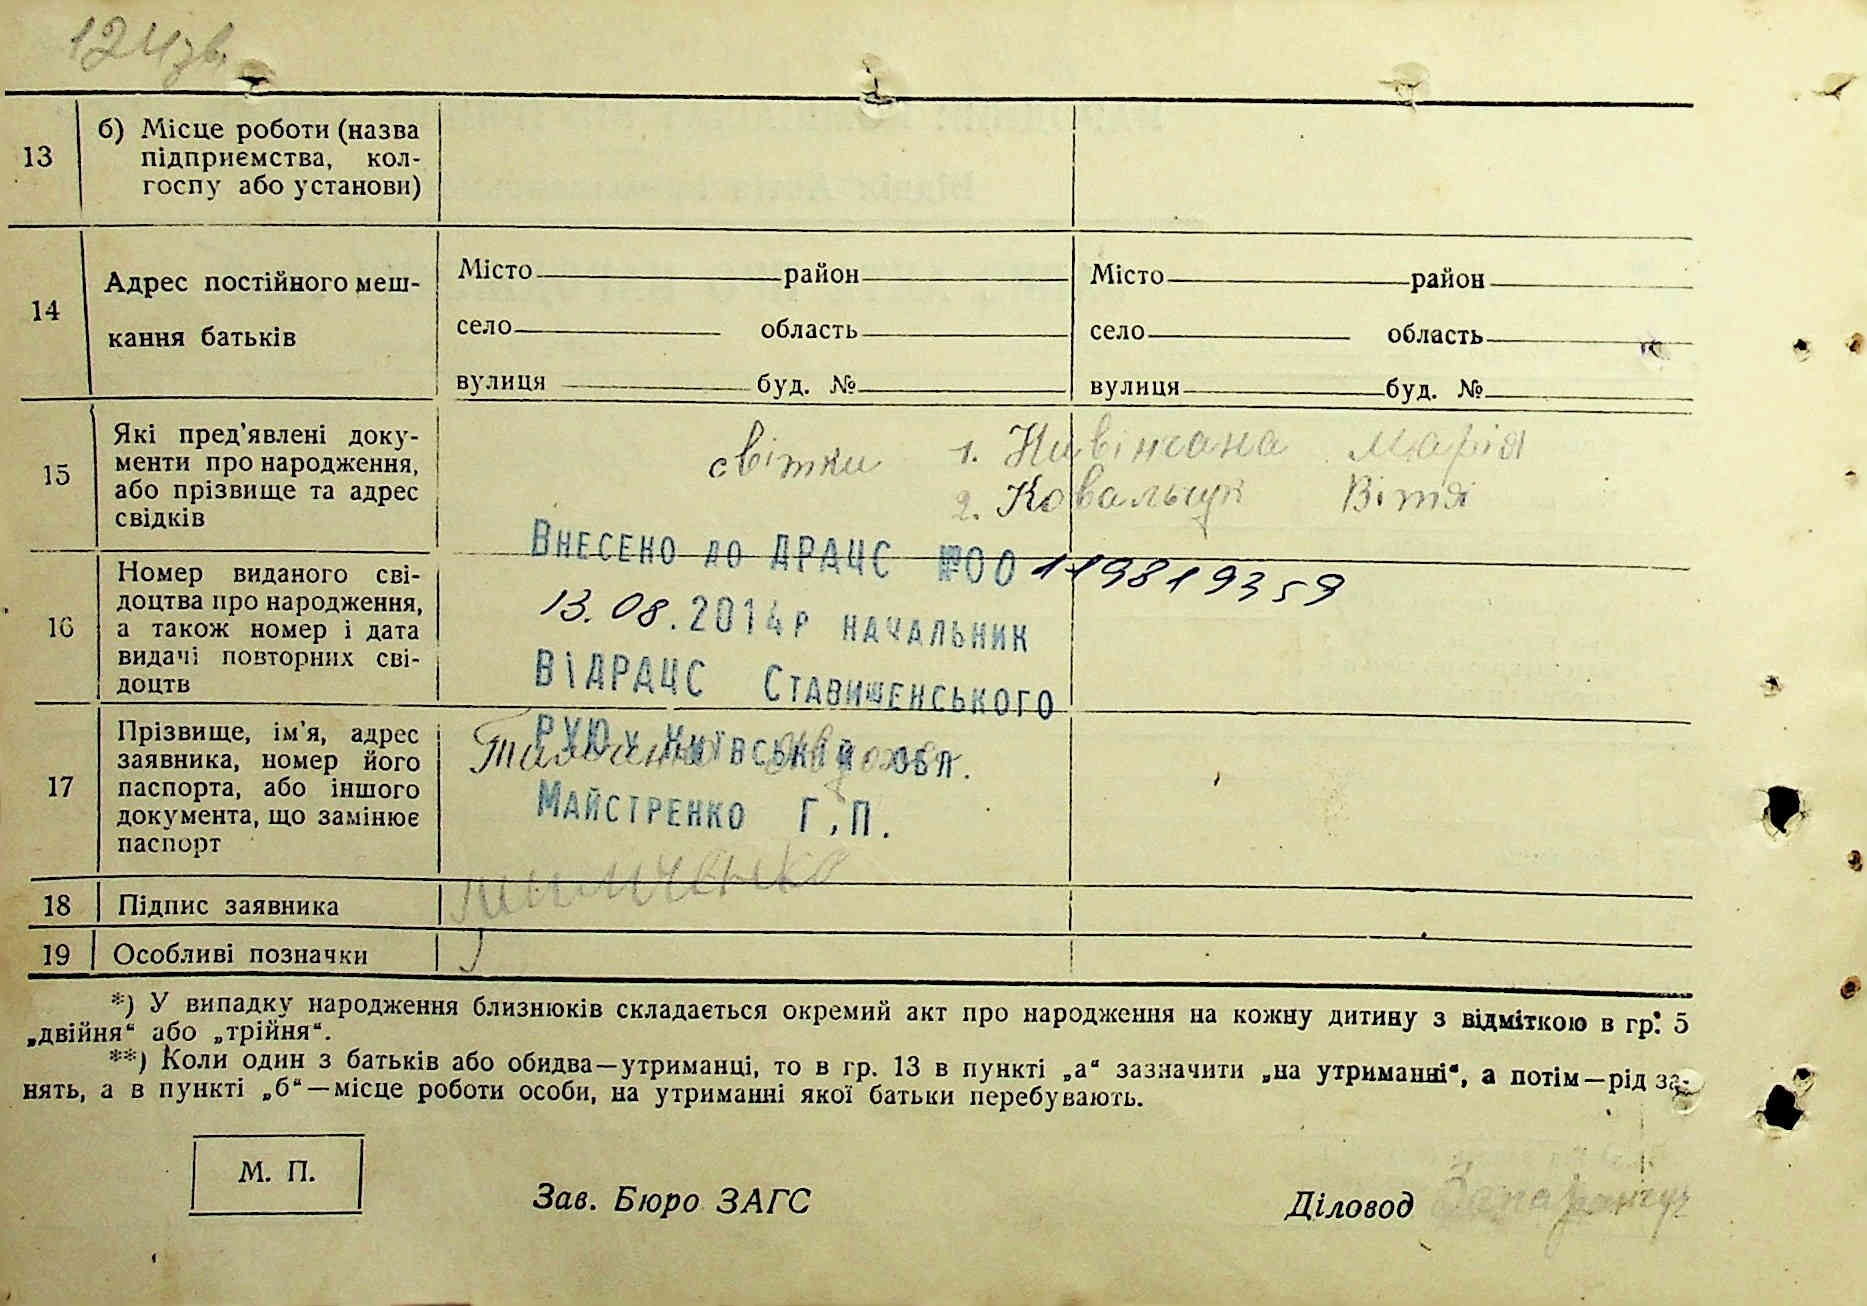 124зв.
13
б) Місце роботи (назва
підприємства, кол-
госпу або установи)
14
Адрес постійного меш-
кання батьків
Місто район Місто район
село область село область
вулиця буд. № вулиця буд. №
15
Які пред'явлені доку-
менти про народження,
або прізвище та адрес
свідків
світки 1. Марія
2. Ковальчук Вітя
16
Номер виданого сві-
доцтва про народження,
а також номер і дата
видачі повторних сві-
доцтв
Внесено до ДРАЦС №00119819359
13.08.2014р начальник
ВіДРАЦС Ставищенського
РУЮ у Київській обл.
Майстренко Г.П.
17
Прізвище, ім'я, адрес
заявника, номер його
паспорта, або іншого
документа, що замінює
паспорт
18 Підпис заявника
19 Особливі позначки
*) У випадку народження близнюків складається окремий акт про народження на кожну дитину з відміткою в гр. 5
„двійня“ або „трійня“.
**) Коли один з батьків або обидва—утриманці, то в гр. 13 в пункті „а“ зазначити „на утриманні“, а потім—рід за-
нять, а в пункті „б“—місце роботи особи, на утриманні якої батьки перебувають.
М. П.
Зав. Бюро ЗАГС
Діловод